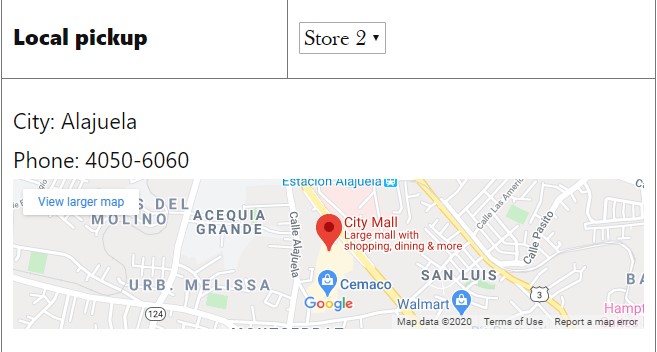 Local pickup
Store 2
City: Alajuela
Phone: 4050-6060
Estación Alajuela
View larger map
S DEL
MOLINO
ACEQUIA
GRANDE
Calle Alajuela
City Mall
Large mall with
shopping, dining & more
Calle Las Ame
Calle Pasito
URB. MELISSA
Cemaco
SAN LUIS
BA
Google
Walmart
3
Hampt
124
Map data ©2020
Terms of Use
Report a map error